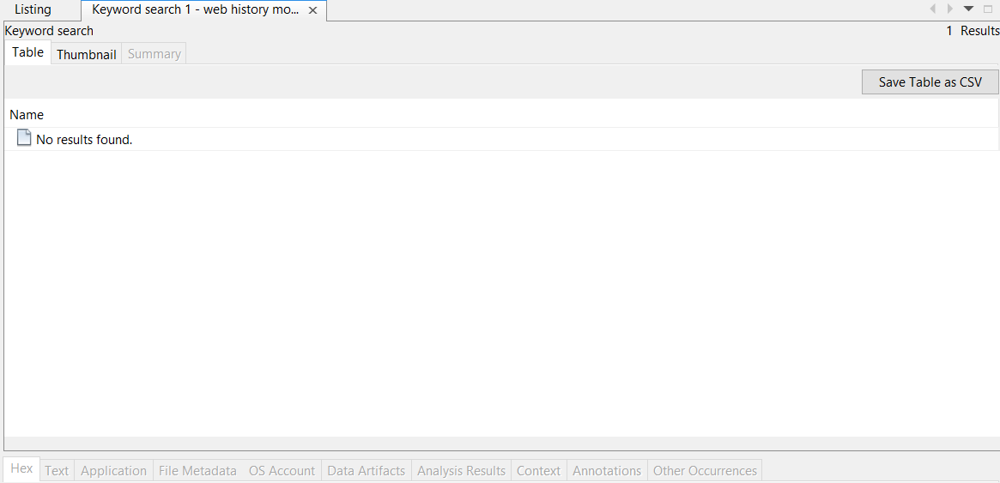 Listing Keyword search 1 - web history mo...
Keyword search 1 Results
Table Thumbnail Summary
Save Table as CSV
Name
No results found.
Hex Text Application File Metadata OS Account Data Artifacts Analysis Results Context Annotations Other Occurrences